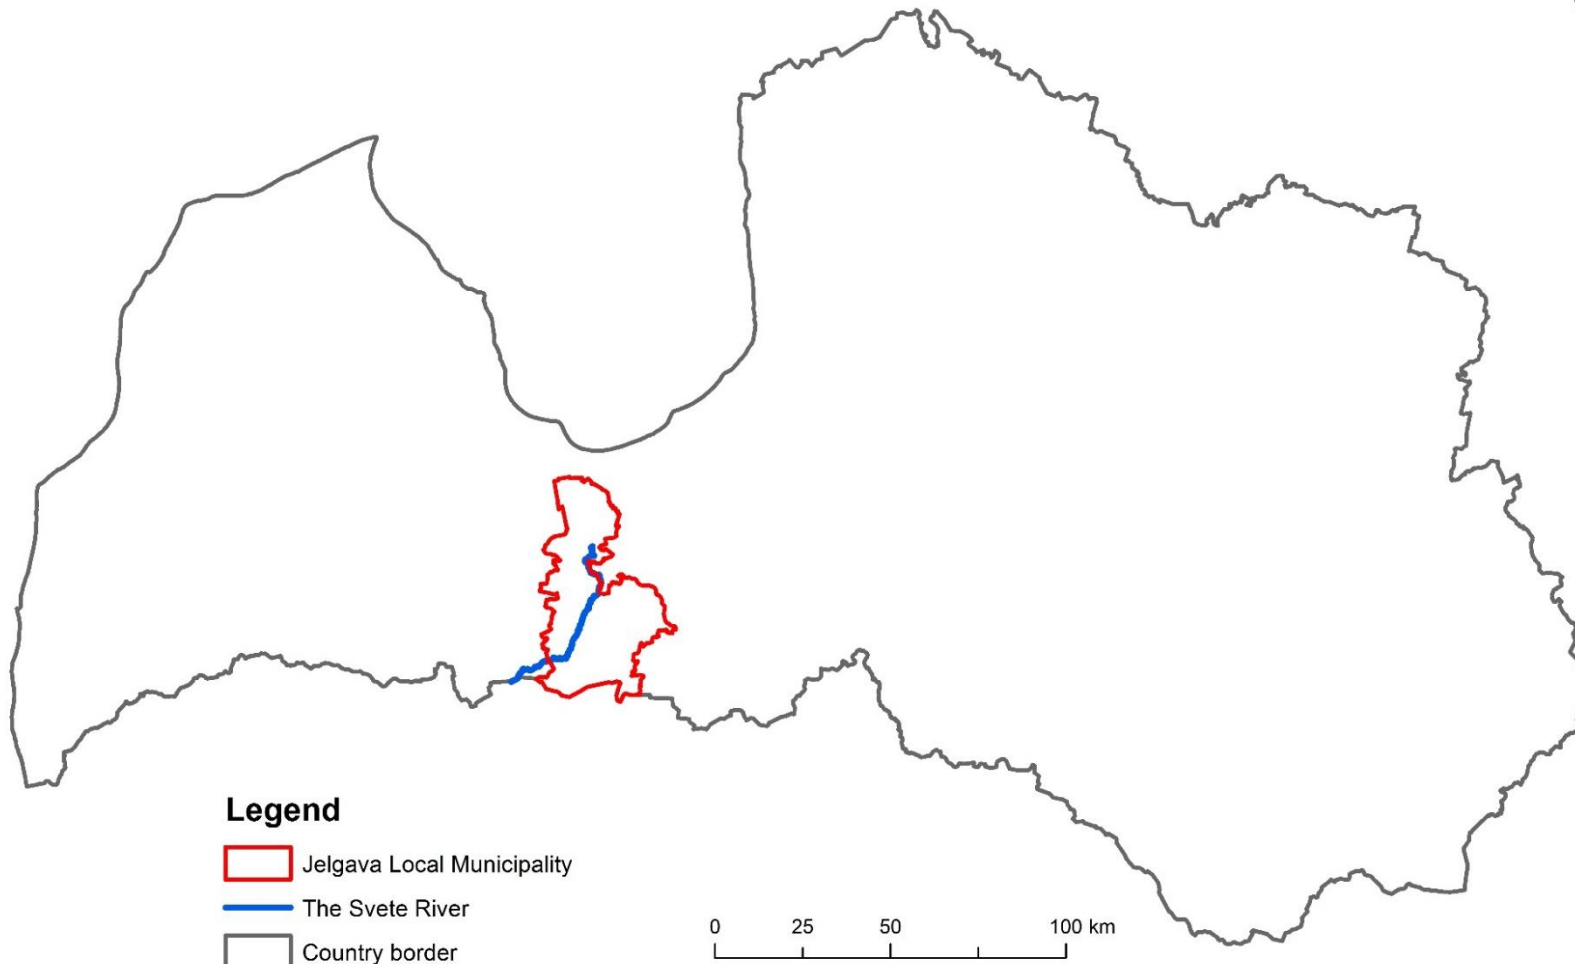 Legend
Jelgava Local Municipality
The Svete River
Country border
0 25 50 100 km